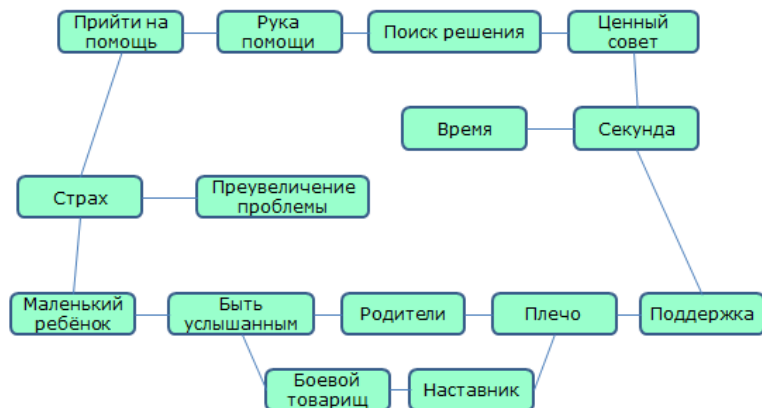 Прийти на
помощь
Рука
помощи
Поиск решения
Ценный
совет
Время
Секунда
Страх
Преувеличение
проблемы
Маленький
ребёнок
Быть
услышанным
Родители
Плечо
Поддержка
Боевой
товарищ
Наставник